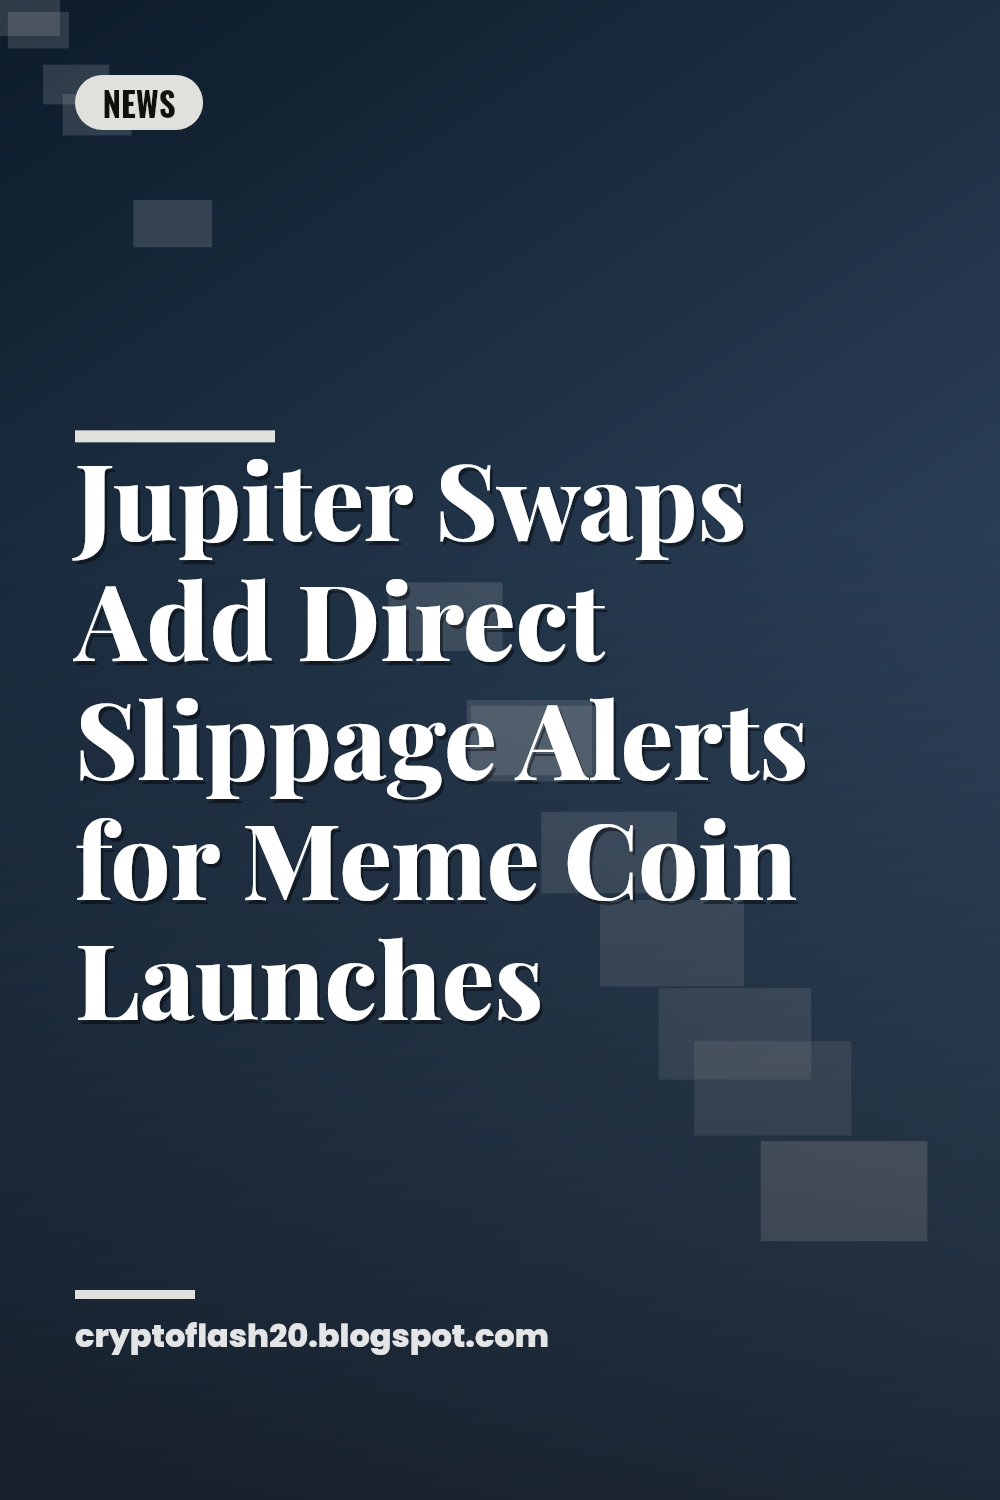 NEWS
Jupiter Swaps
Add Direct
Slippage Alerts
for Meme Coin
Launches
cryptoflash20.blogspot.com